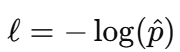 ℓ = − log(p̂)